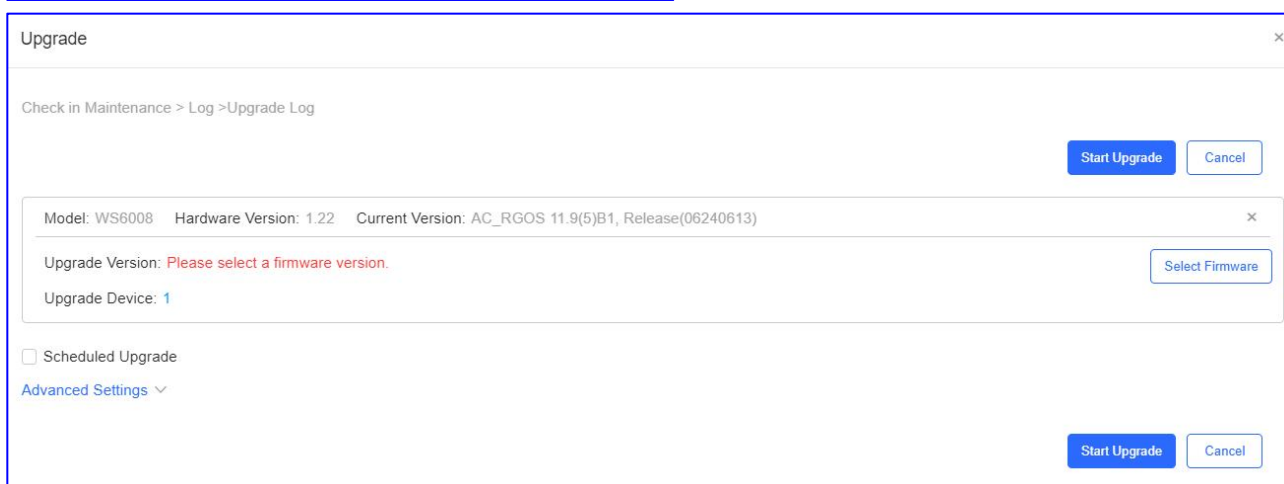 Upgrade ×
Check in Maintenance > Log >Upgrade Log
Start Upgrade Cancel
Model: WS6008 Hardware Version: 1.22 Current Version: AC_RGOS 11.9(5)B1, Release(06240613) ×
Upgrade Version: Please select a firmware version. Select Firmware
Upgrade Device: 1
Scheduled Upgrade
Advanced Settings
Start Upgrade Cancel